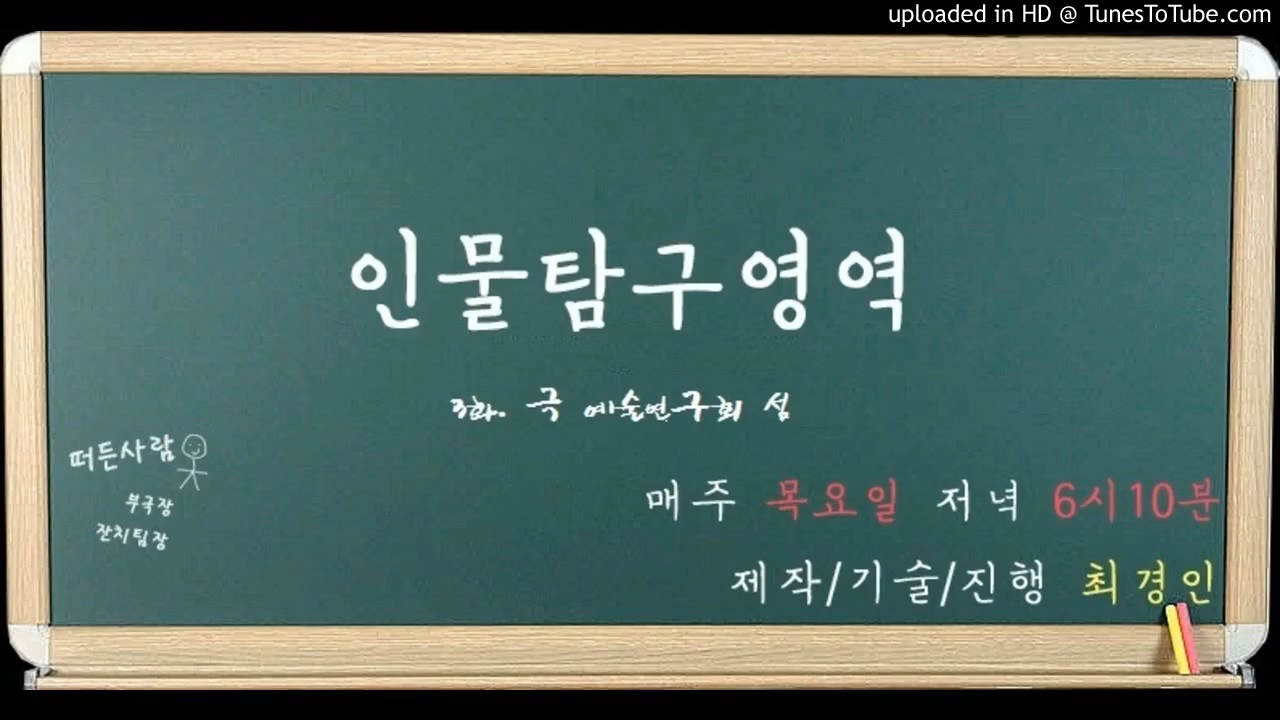 uploaded in HD @ TunesToTube.com
인물탐구영역
3화. 극 예술연구회 섬
떠든사람
부국장
잔치팀장
매주 목요일 저녁 6시10분
제작/기술/진행 최경인